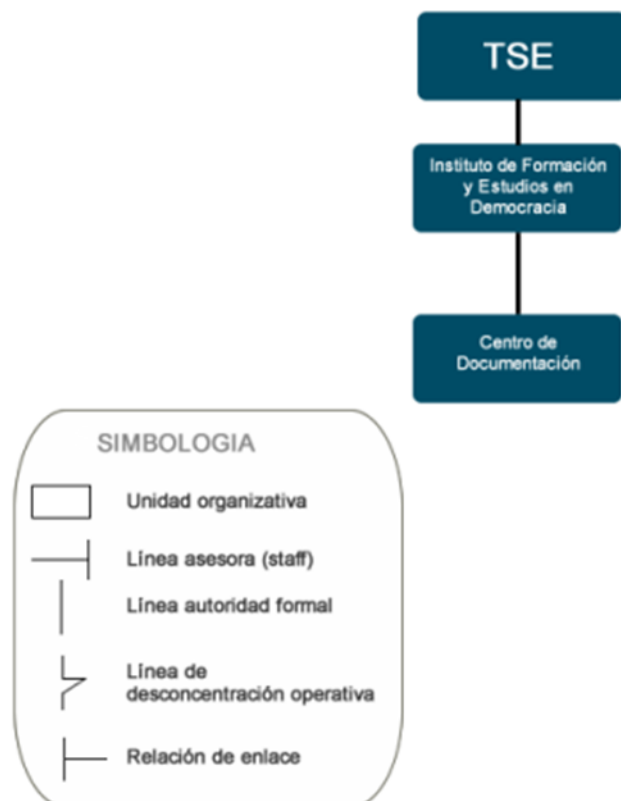 TSE
Instituto de Formación
y Estudios en
Democracia
Centro de
Documentación
SIMBOLOGIA
Unidad organizativa
Línea asesora (staff)
Línea autoridad formal
Línea de
desconcentración operativa
Relación de enlace